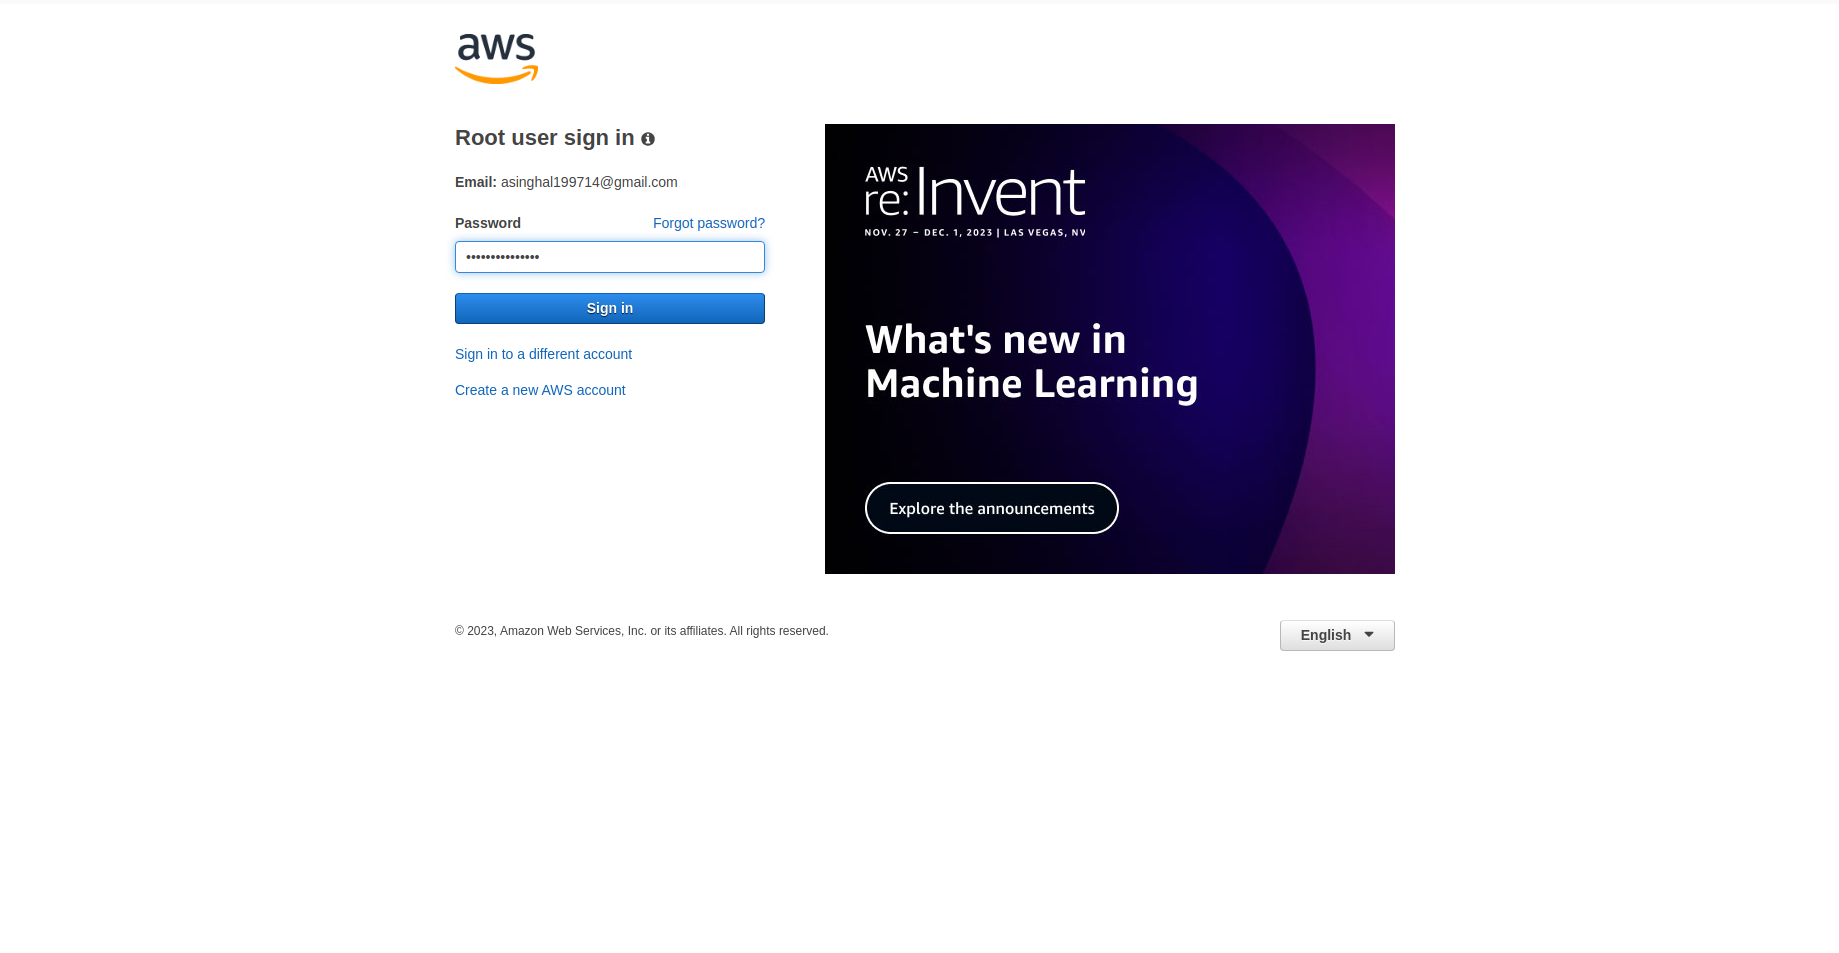 aws
Root user sign in
Email: asinghal199714@gmail.com
Password
Forgot password?
•••••••••••••••
Sign in
Sign in to a different account
Create a new AWS account
AWS
re:Invent
NOV. 27 – DEC. 1, 2023 | LAS VEGAS, NV
What's new in
Machine Learning
Explore the announcements
© 2023, Amazon Web Services, Inc. or its affiliates. All rights reserved.
English